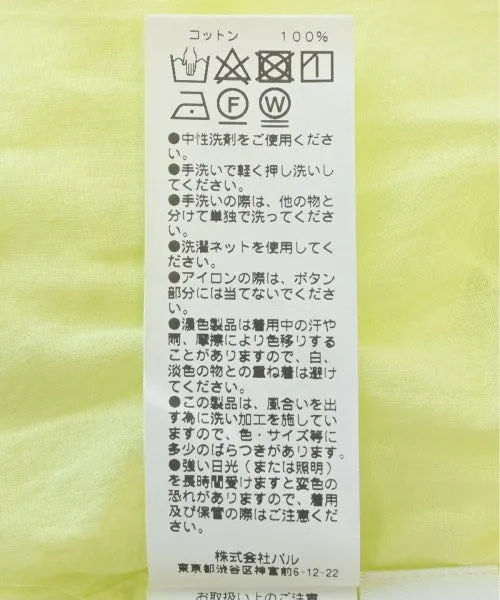 コットン 100%
F W
●中性洗剤をご使用くださ
い。
●手洗いで軽く押し洗いし
てください。
●手洗いの際は、他の物と
分けて単独で洗ってくださ
い。
●洗濯ネットを使用してく
ださい。
●アイロンの際は、ボタン
部分には当てないでくださ
い。
●濃色製品は着用中の汗や
雨、摩擦により色移りする
ことがありますので、白、
淡色の物との重ね着は避け
てください。
●この製品は、風合いを出
す為に洗い加工を施してい
ますので、色・サイズ等に
多少のばらつきがあります。
●強い日光（または照明）
を長時間受けますと変色の
恐れがありますので、着用
及び保管の際はご注意くだ
さい。
株式会社パル
東京都渋谷区神宮前6-12-22
お取扱い上のご注意